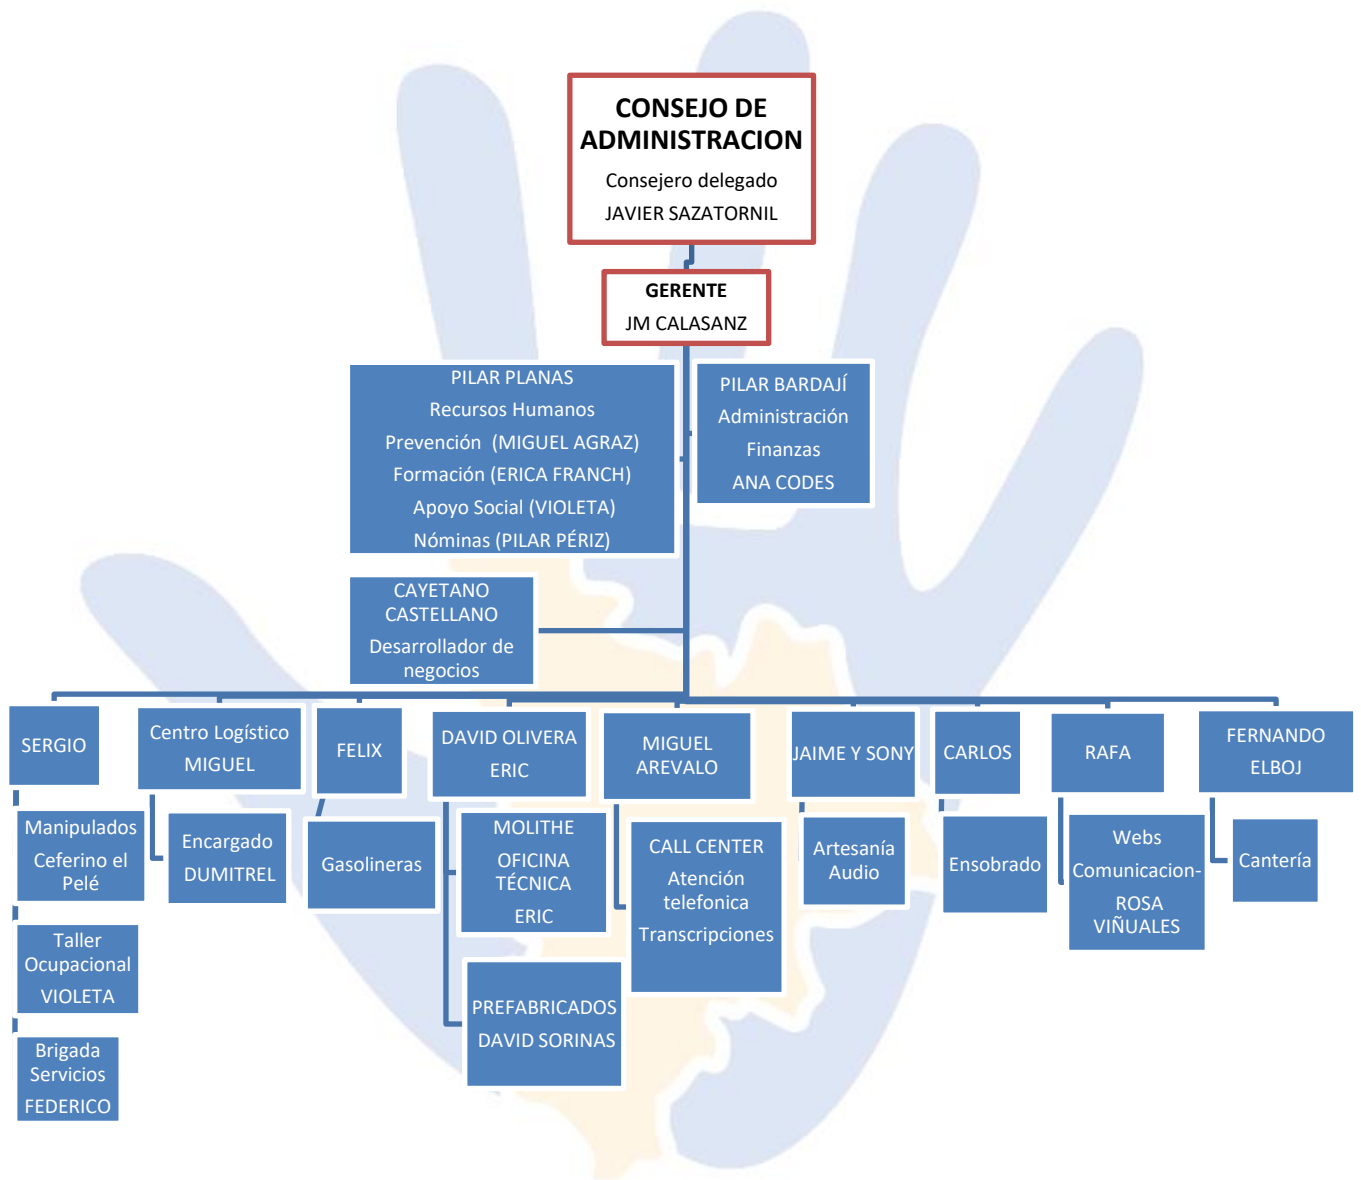 CONSEJO DE
ADMINISTRACION
Consejero delegado
JAVIER SAZATORNIL
GERENTE
JM CALASANZ
PILAR PLANAS
Recursos Humanos
Prevención (MIGUEL AGRAZ)
Formación (ERICA FRANCH)
Apoyo Social (VIOLETA)
Nóminas (PILAR PÉRIZ)
PILAR BARDAJÍ
Administración
Finanzas
ANA CODES
CAYETANO
CASTELLANO
Desarrollador de
negocios
SERGIO
Manipulados
Ceferino el
Pelé
Taller
Ocupacional
VIOLETA
Brigada
Servicios
FEDERICO
Centro Logístico
MIGUEL
Encargado
DUMITREL
FELIX
Gasolineras
DAVID OLIVERA
ERIC
MOLITHE
OFICINA
TÉCNICA
ERIC
PREFABRICADOS
DAVID SORINAS
MIGUEL
AREVALO
CALL CENTER
Atención
telefonica
Transcripciones
JAIME Y SONY
Artesanía
Audio
CARLOS
Ensobrado
RAFA
Webs
Comunicacion-
ROSA
VIÑUALES
FERNANDO
ELBOJ
Cantería